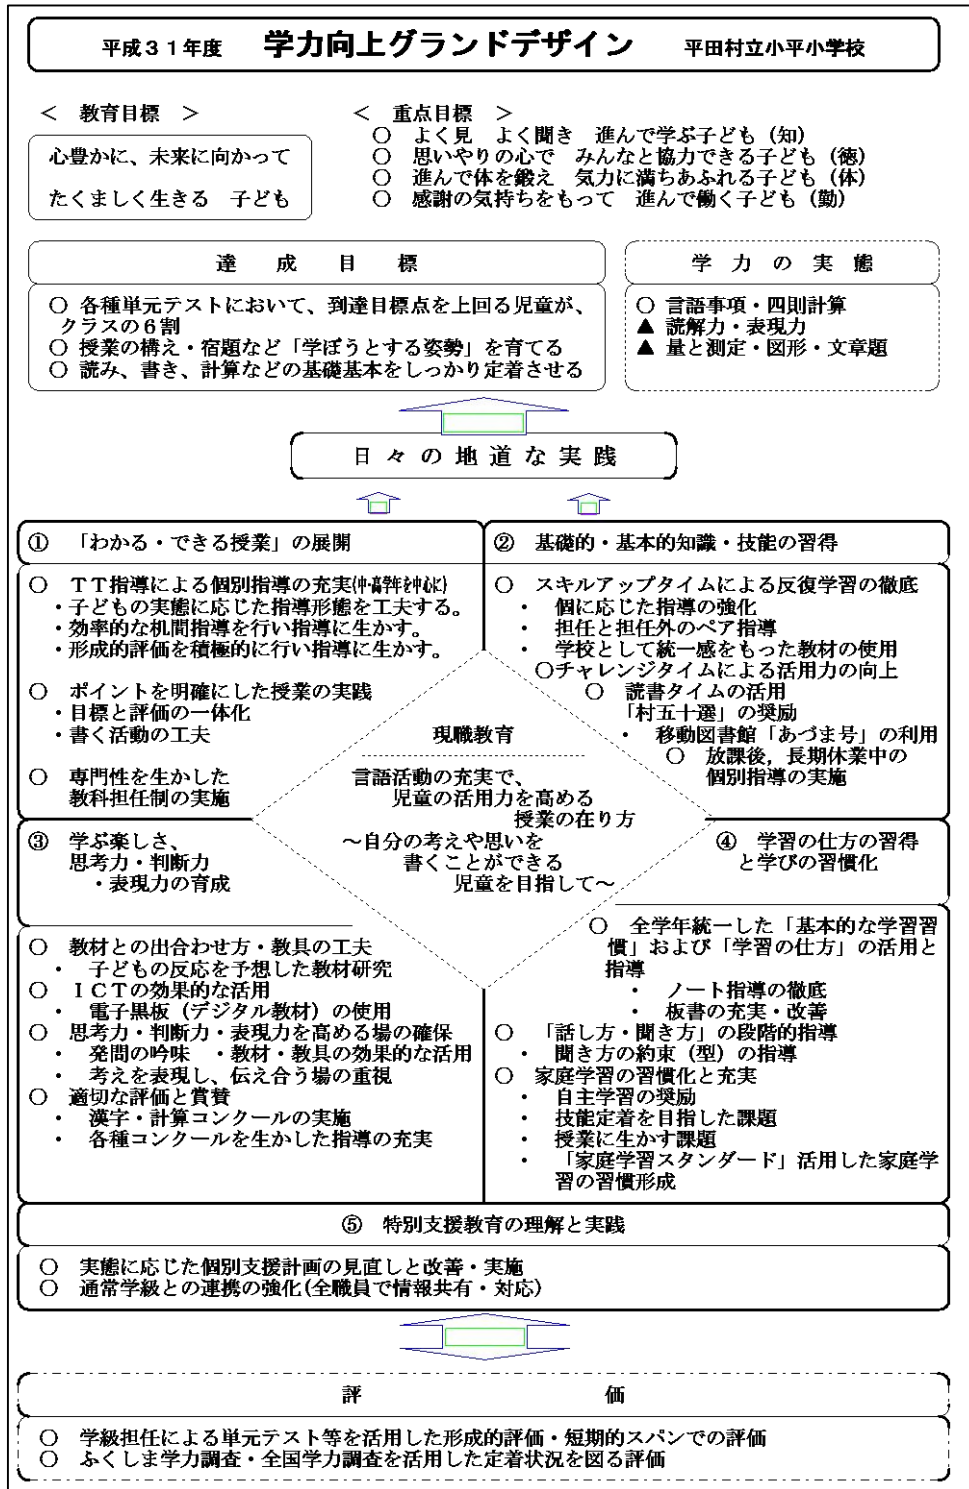 平成31年度 学力向上グランドデザイン 平田村立小平小学校
＜ 教育目標 ＞
心豊かに、未来に向かって
たくましく生きる 子ども
＜ 重点目標 ＞
○ よく見 よく聞き 進んで学ぶ子ども（知）
○ 思いやりの心で みんなと協力できる子ども（徳）
○ 進んで体を鍛え 気力に満ちあふれる子ども（体）
○ 感謝の気持ちをもって 進んで働く子ども（勤）
達 成 目 標
○ 各種単元テストにおいて、到達目標点を上回る児童が、
クラスの６割
○ 授業の構え・宿題など「学ぼうとする姿勢」を育てる
○ 読み、書き、計算などの基礎基本をしっかり定着させる
学 力 の 実 態
○ 言語事項・四則計算
▲ 読解力・表現力
▲ 量と測定・図形・文章題
日 々 の 地 道 な 実 践
① 「わかる・できる授業」の展開
○ ＴＴ指導による個別指導の充実(中・高学年を中心に)
・子どもの実態に応じた指導形態を工夫する。
・効率的な机間指導を行い指導に生かす。
・形成的評価を積極的に行い指導に生かす。
○ ポイントを明確にした授業の実践
・目標と評価の一体化
・書く活動の工夫
○ 専門性を生かした
教科担任制の実施
② 基礎的・基本的知識・技能の習得
○ スキルアップタイムによる反復学習の徹底
・ 個に応じた指導の強化
・ 担任と担任外のペア指導
・ 学校として統一感をもった教材の使用
○チャレンジタイムによる活用力の向上
○ 読書タイムの活用
「村五十選」の奨励
・ 移動図書館「あづま号」の利用
○ 放課後，長期休業中の
個別指導の実施
現職教育
言語活動の充実で、
児童の活用力を高める
授業の在り方
～自分の考えや思いを
書くことができる
児童を目指して～
③ 学ぶ楽しさ、
思考力・判断力
・表現力の育成
○ 教材との出合わせ方・教具の工夫
・ 子どもの反応を予想した教材研究
○ ＩＣＴの効果的な活用
・ 電子黒板（デジタル教材）の使用
○ 思考力・判断力・表現力を高める場の確保
・ 発問の吟味 ・教材・教具の効果的な活用
・ 考えを表現し、伝え合う場の重視
○ 適切な評価と賞賛
・ 漢字・計算コンクールの実施
・ 各種コンクールを生かした指導の充実
④ 学習の仕方の習得
と学びの習慣化
○ 全学年統一した「基本的な学習習
慣」および「学習の仕方」の活用と
指導
・ ノート指導の徹底
・ 板書の充実・改善
○ 「話し方・聞き方」の段階的指導
・ 聞き方の約束（型）の指導
○ 家庭学習の習慣化と充実
・ 自主学習の奨励
・ 技能定着を目指した課題
・ 授業に生かす課題
・ 「家庭学習スタンダード」活用した家庭学
習の習慣形成
⑤ 特別支援教育の理解と実践
○ 実態に応じた個別支援計画の見直しと改善・実施
○ 通常学級との連携の強化(全職員で情報共有・対応)
評 価
○ 学級担任による単元テスト等を活用した形成的評価・短期的スパンでの評価
○ ふくしま学力調査・全国学力調査を活用した定着状況を図る評価